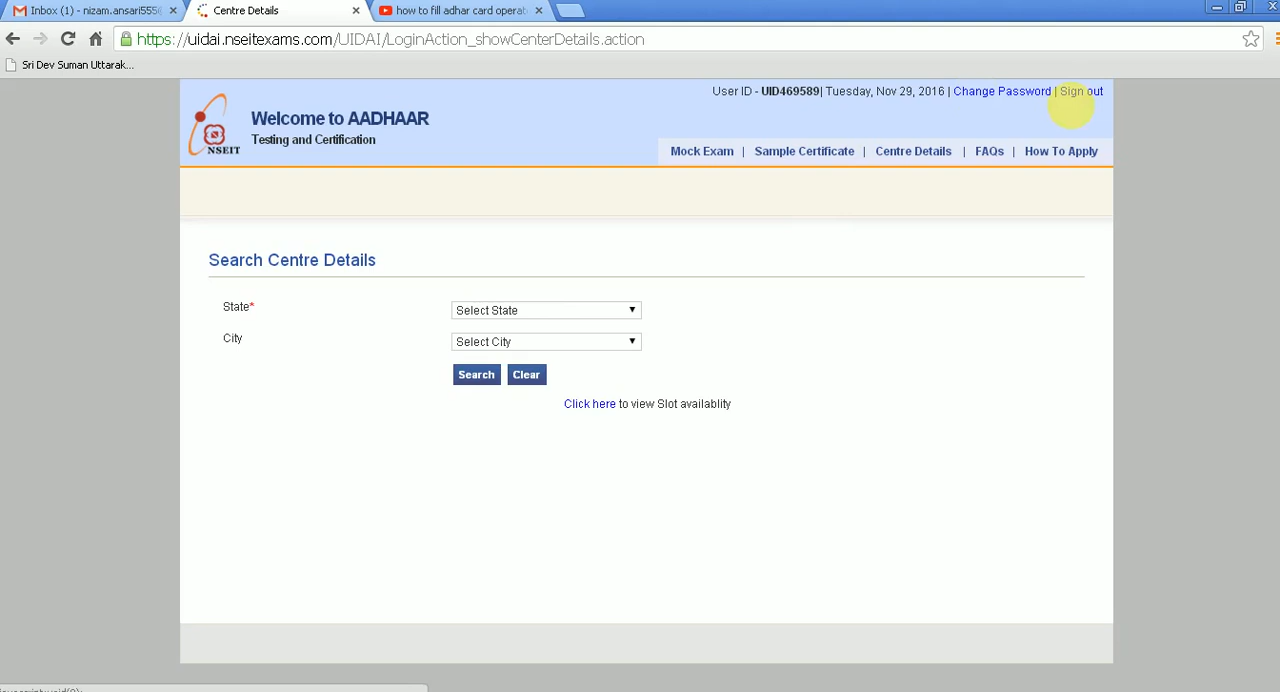 Inbox (1) - nizam.ansari555@
Centre Details
how to fill adhar card operat
https://uidai.nseitexams.com/UIDAI/LoginAction_showCenterDetails.action
Sri Dev Suman Uttarak...
User ID - UID469589| Tuesday, Nov 29, 2016 | Change Password | Sign out
NSEIT
Welcome to AADHAAR
Testing and Certification
Mock Exam | Sample Certificate | Centre Details | FAQs | How To Apply
Search Centre Details
State* Select State
City Select City
Search Clear
Click here to view Slot availablity